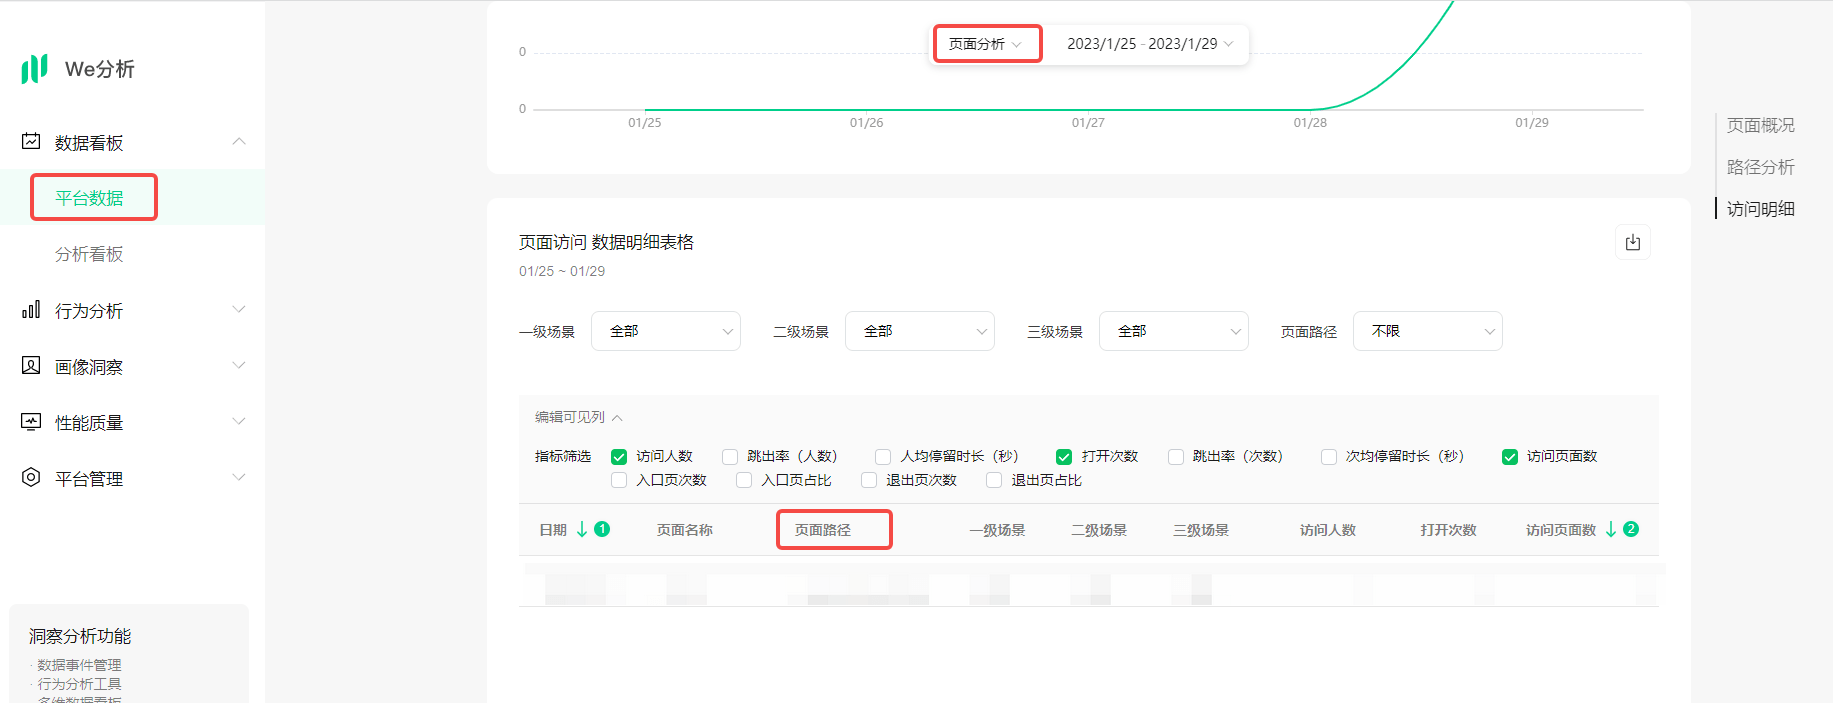 We分析
数据看板
平台数据
分析看板
行为分析
画像洞察
性能质量
平台管理
洞察分析功能
· 数据事件管理
· 行为分析工具
· 多维数据看板
0
页面分析
2023/1/25 - 2023/1/29
0
01/25 01/26 01/27 01/28 01/29
页面访问 数据明细表格
01/25 ~ 01/29
一级场景 全部 二级场景 全部 三级场景 全部 页面路径 不限
编辑可见列
指标筛选 访问人数 跳出率（人数） 人均停留时长（秒） 打开次数 跳出率（次数） 次均停留时长（秒） 访问页面数
入口页次数 入口页占比 退出页次数 退出页占比
日期 1 页面名称 页面路径 一级场景 二级场景 三级场景 访问人数 打开次数 访问页面数 2
页面概况
路径分析
访问明细